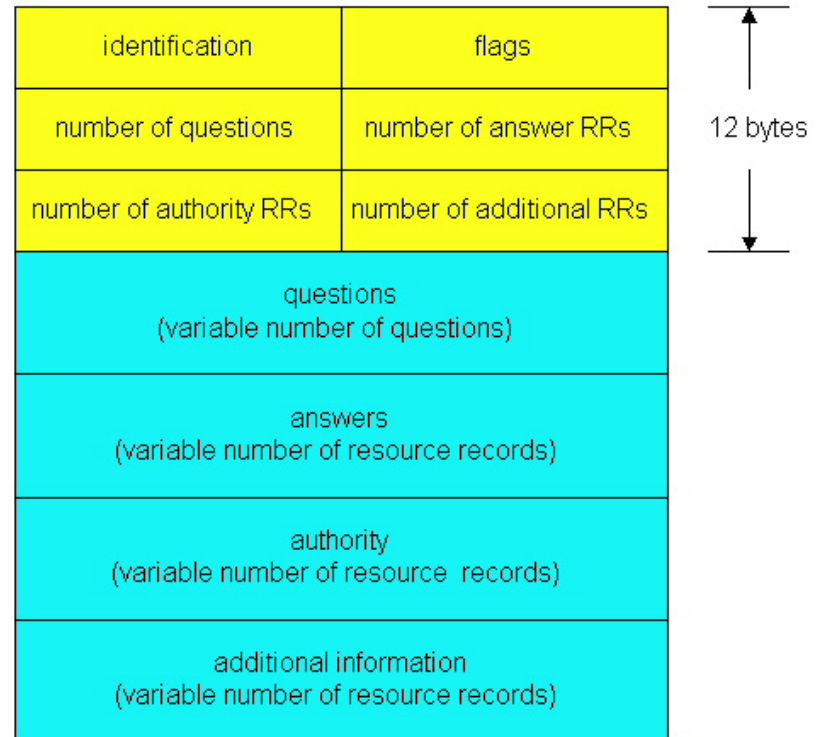 identification
flags
number of questions
number of answer RRs
12 bytes
number of authority RRs
number of additional RRs
questions
(variable number of questions)
answers
(variable number of resource records)
authority
(variable number of resource records)
additional information
(variable number of resource records)